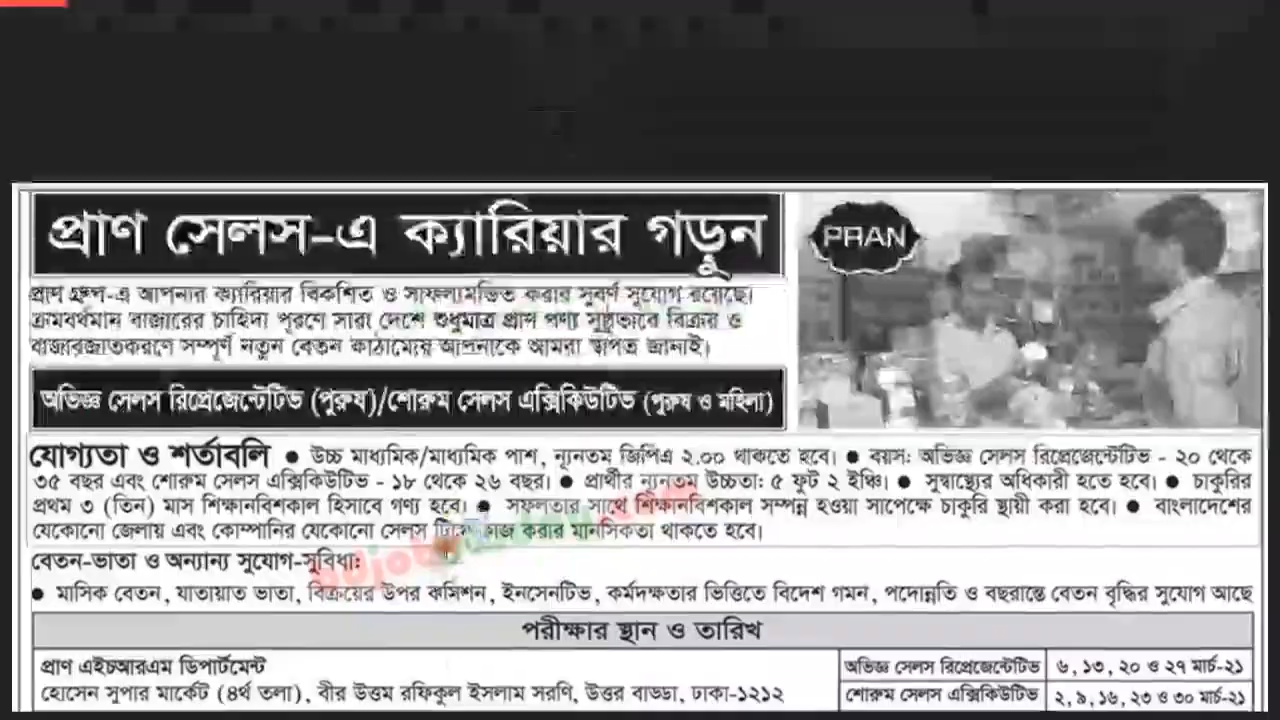 প্রাণ সেলস-এ ক্যারিয়ার গড়ুন
PRAN
প্রাণ গ্রুপ-এ আপনার ক্যারিয়ার বিকশিত ও সাফল্যমন্ডিত করার সুবর্ণ সুযোগ রয়েছে।
ক্রমবর্ধমান বাজারের চাহিদা পূরণে সারা দেশে শুধুমাত্র প্রাণ পণ্য সুষ্ঠুভাবে বিক্রয় ও
বাজারজাতকরণে সম্পূর্ণ নতুন বেতন কাঠামোয় আপনাকে আমরা স্বাগত জানাই।
অভিজ্ঞ সেলস রিপ্রেজেন্টেটিভ (পুরুষ)/শোরুম সেলস এক্সিকিউটিভ (পুরুষ ও মহিলা)
যোগ্যতা ও শর্তাবলি ● উচ্চ মাধ্যমিক/মাধ্যমিক পাশ, ন্যূনতম জিপিএ ২.০০ থাকতে হবে। ● বয়স: অভিজ্ঞ সেলস রিপ্রেজেন্টেটিভ - ২০ থেকে
৩৫ বছর এবং শোরুম সেলস এক্সিকিউটিভ - ১৮ থেকে ২৬ বছর। ● প্রার্থীর ন্যূনতম উচ্চতা: ৫ ফুট ২ ইঞ্চি। ● সুস্বাস্থ্যের অধিকারী হতে হবে। ● চাকুরির
প্রথম ৩ (তিন) মাস শিক্ষানবিশকাল হিসাবে গণ্য হবে। ● সফলতার সাথে শিক্ষানবিশকাল সম্পন্ন হওয়া সাপেক্ষে চাকুরি স্থায়ী করা হবে। ● বাংলাদেশের
যেকোনো জেলায় এবং কোম্পানির যেকোনো সেলস টিমে কাজ করার মানসিকতা থাকতে হবে।
বেতন-ভাতা ও অন্যান্য সুযোগ-সুবিধা:
● মাসিক বেতন, যাতায়াত ভাতা, বিক্রয়ের উপর কমিশন, ইনসেনটিভ, কর্মদক্ষতার ভিত্তিতে বিদেশ গমন, পদোন্নতি ও বছরান্তে বেতন বৃদ্ধির সুযোগ আছে
পরীক্ষার স্থান ও তারিখ
প্রাণ এইচআরএম ডিপার্টমেন্ট
হোসেন সুপার মার্কেট (৪র্থ তলা), বীর উত্তম রফিকুল ইসলাম সরণি, উত্তর বাড্ডা, ঢাকা-১২১২
অভিজ্ঞ সেলস রিপ্রেজেন্টেটিভ ৬, ১৩, ২০ ও ২৭ মার্চ-২১
শোরুম সেলস এক্সিকিউটিভ ২, ৯, ১৬, ২৩ ও ৩০ মার্চ-২১